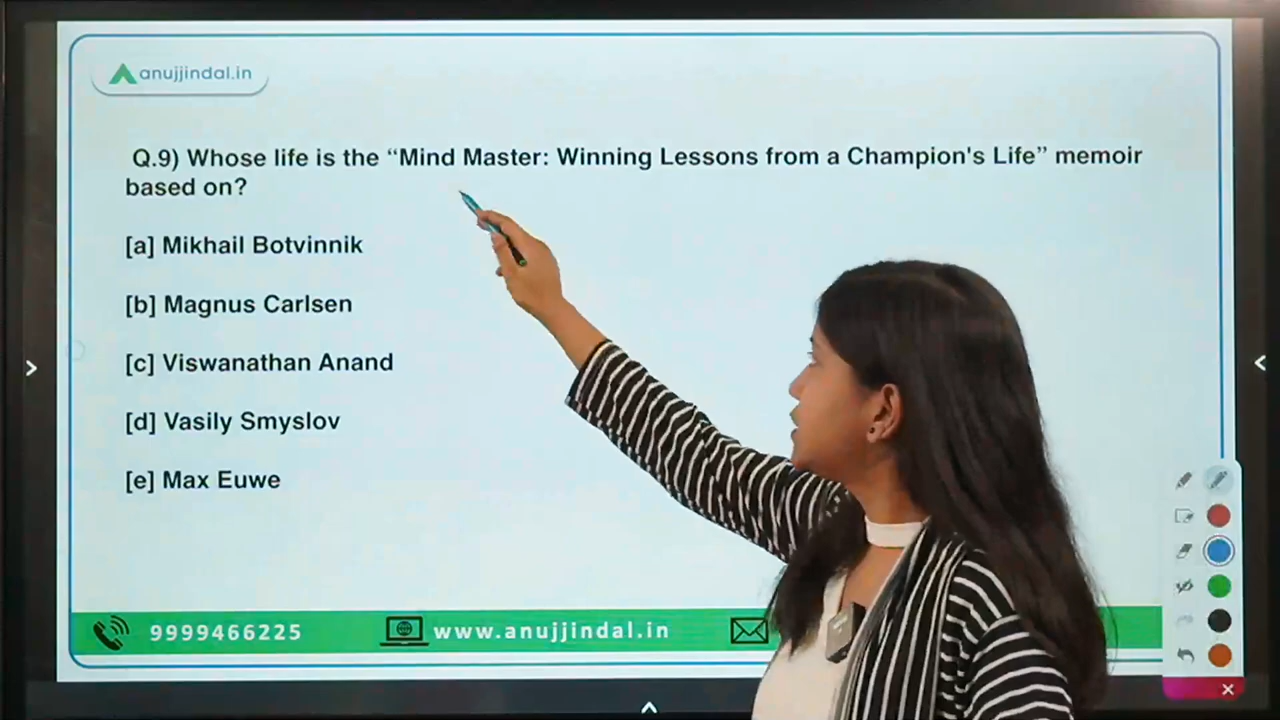 anujjindal.in
Q.9) Whose life is the “Mind Master: Winning Lessons from a Champion's Life” memoir
based on?
[a] Mikhail Botvinnik
[b] Magnus Carlsen
[c] Viswanathan Anand
[d] Vasily Smyslov
[e] Max Euwe
9999466225
www.anujjindal.in